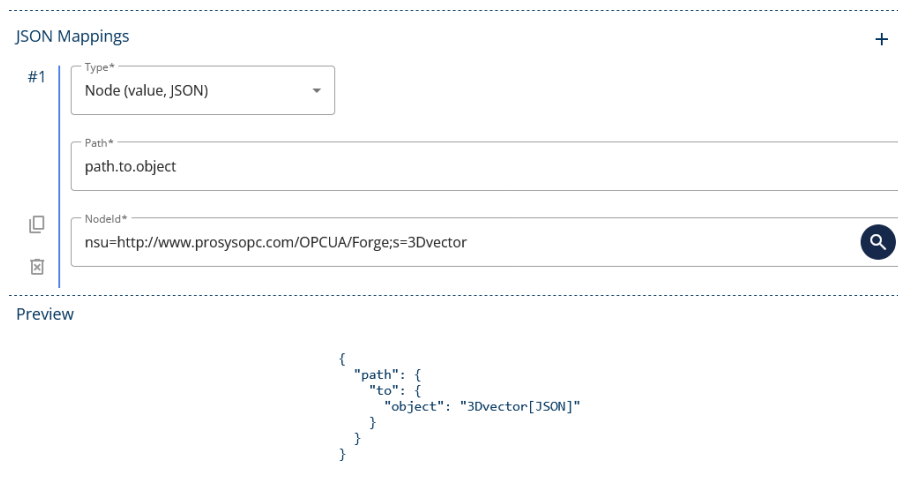 JSON Mappings
#1
Type*
Node (value, JSON)
Path*
path.to.object
NodeId*
nsu=http://www.prosysopc.com/OPCUA/Forge;s=3Dvector
Preview
{
"path": {
"to": {
"object": "3Dvector[JSON]"
}
}
}